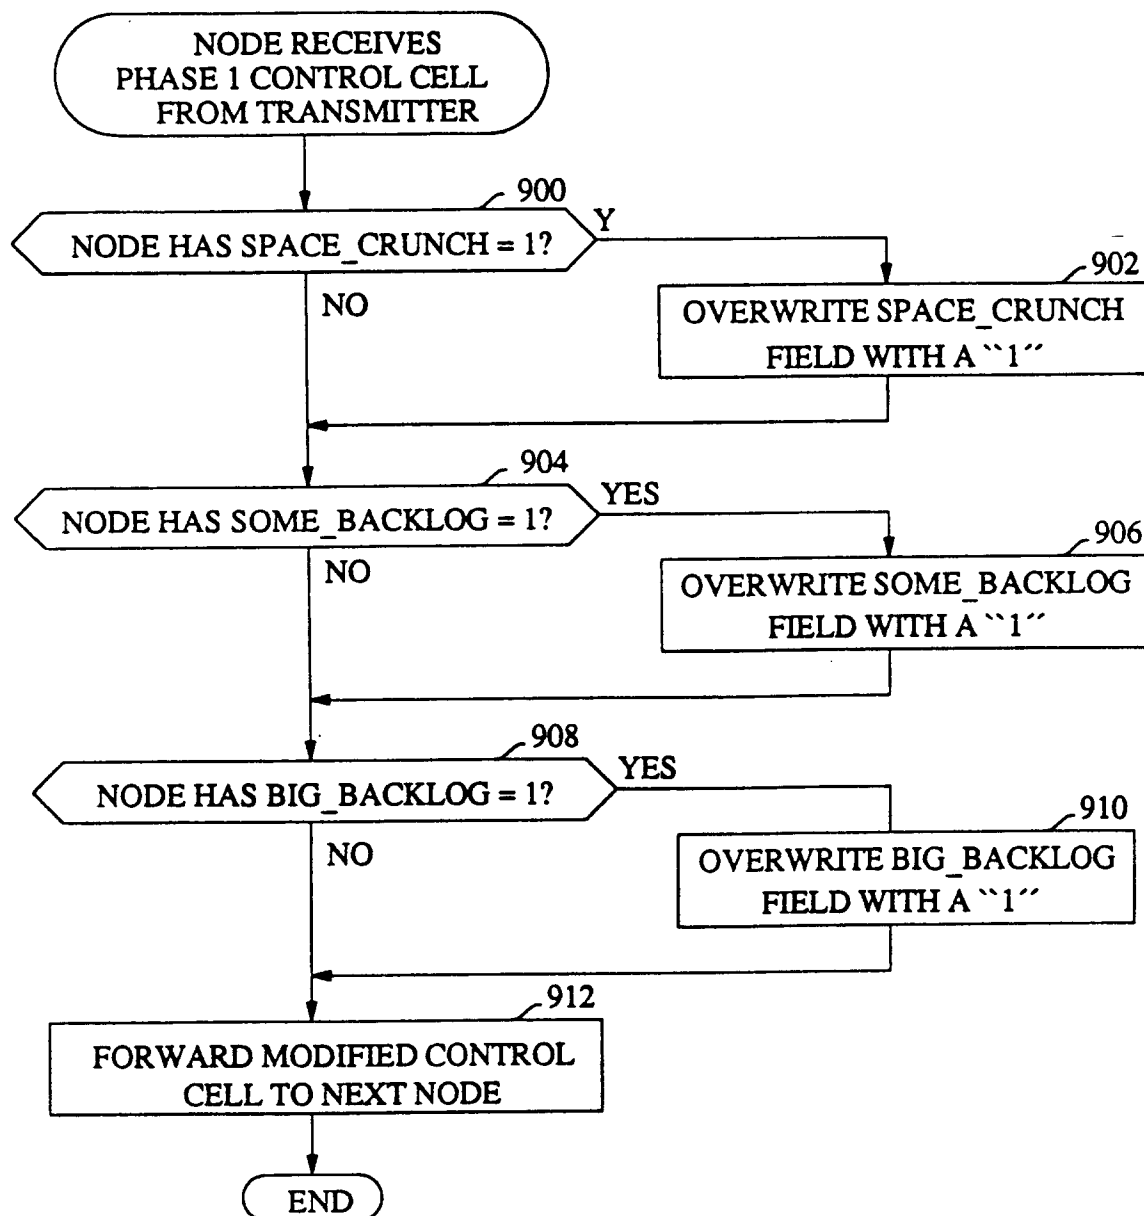 NODE RECEIVES
PHASE 1 CONTROL CELL
FROM TRANSMITTER
900
NODE HAS SPACE_CRUNCH = 1?
Y
NO
902
OVERWRITE SPACE_CRUNCH
FIELD WITH A ``1´´
904
NODE HAS SOME_BACKLOG = 1?
YES
NO
906
OVERWRITE SOME_BACKLOG
FIELD WITH A ``1´´
908
NODE HAS BIG_BACKLOG = 1?
YES
NO
910
OVERWRITE BIG_BACKLOG
FIELD WITH A ``1´´
912
FORWARD MODIFIED CONTROL
CELL TO NEXT NODE
END